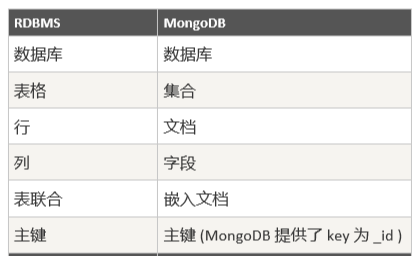 RDBMS MongoDB
数据库 数据库
表格 集合
行 文档
列 字段
表联合 嵌入文档
主键 主键 (MongoDB 提供了 key 为 _id )